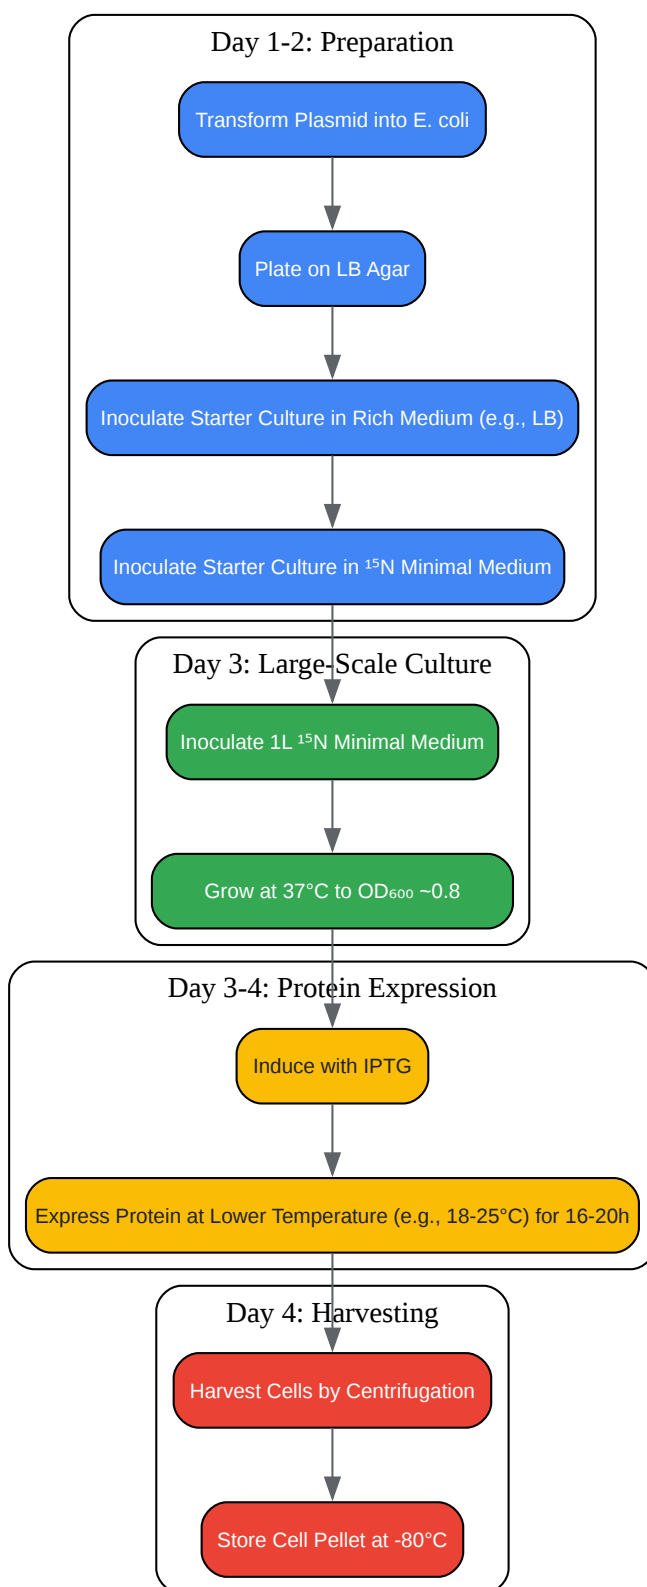 Day 1-2: Preparation
Transform Plasmid into E. coli
Plate on LB Agar
Inoculate Starter Culture in Rich Medium (e.g., LB)
Inoculate Starter Culture in ¹⁵N Minimal Medium
Day 3: Large-Scale Culture
Inoculate 1L ¹⁵N Minimal Medium
Grow at 37°C to OD₆₀₀ ~0.8
Day 3-4: Protein Expression
Induce with IPTG
Express Protein at Lower Temperature (e.g., 18-25°C) for 16-20h
Day 4: Harvesting
Harvest Cells by Centrifugation
Store Cell Pellet at -80°C